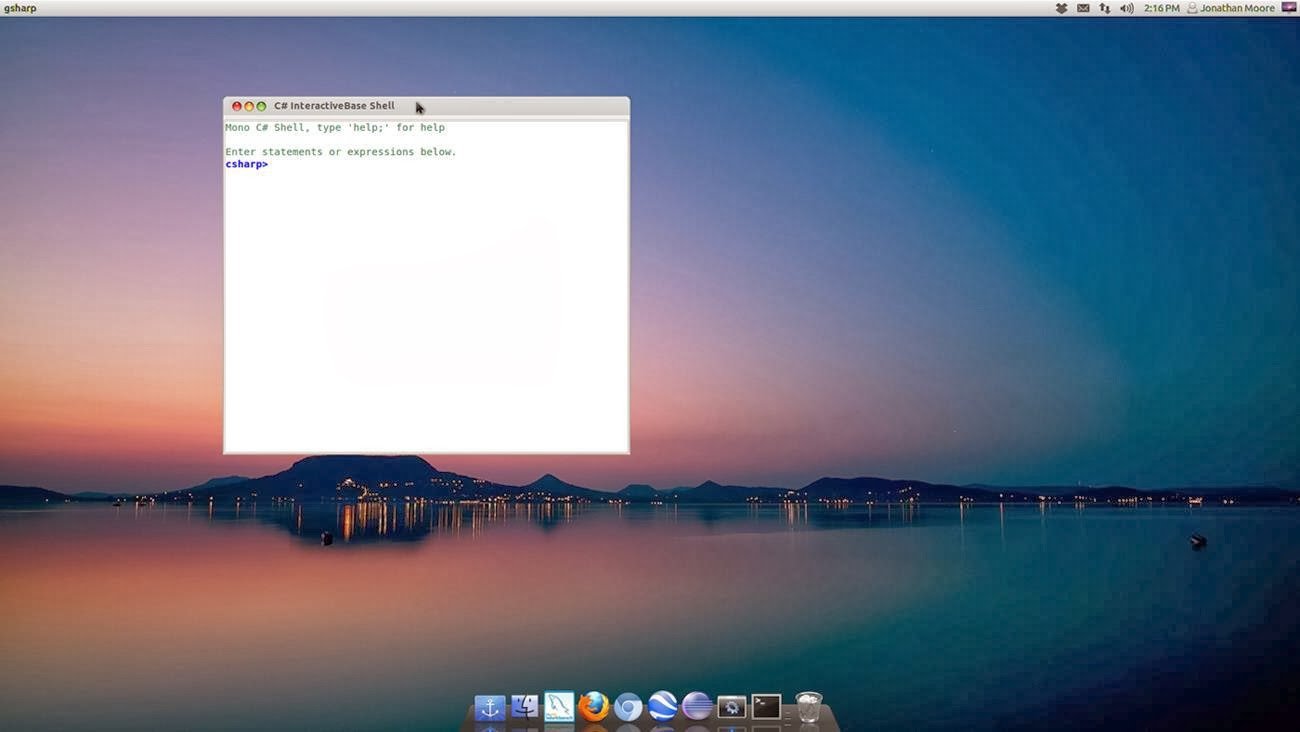 gsharp
2:16 PM Jonathan Moore
C# InteractiveBase Shell
Mono C# Shell, type 'help;' for help
Enter statements or expressions below.
csharp>